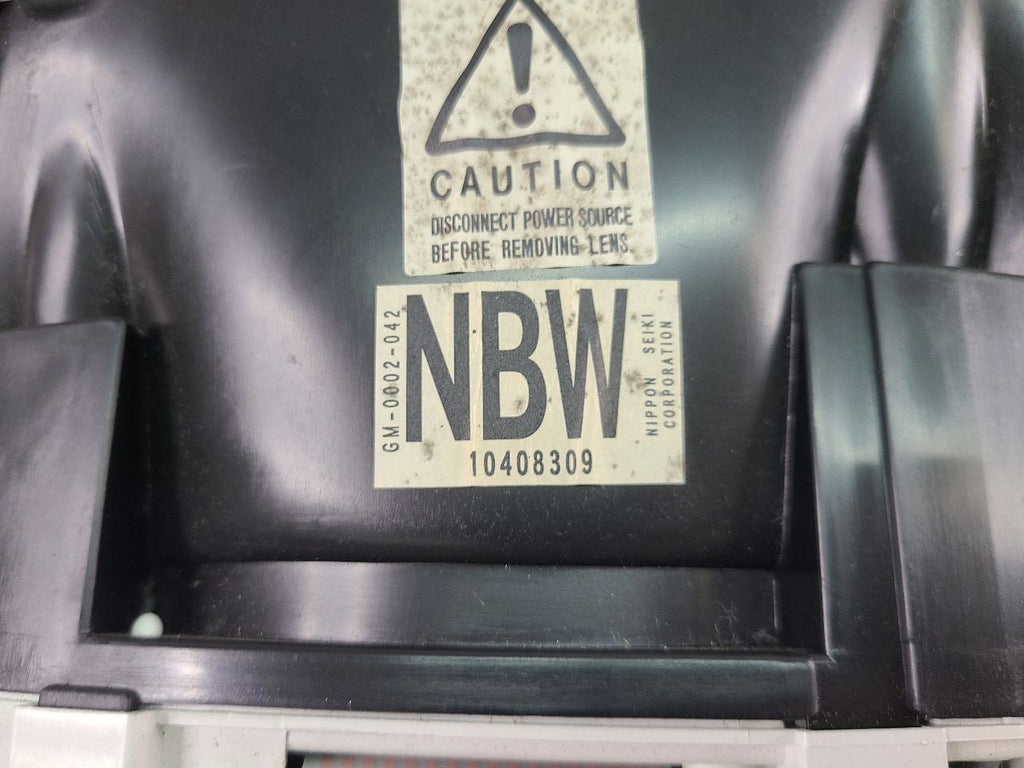 CAUTION
DISCONNECT POWER SOURCE
BEFORE REMOVING LENS.
GM-0002-042
NBW
10408309
NIPPON SEIKI
CORPORATION